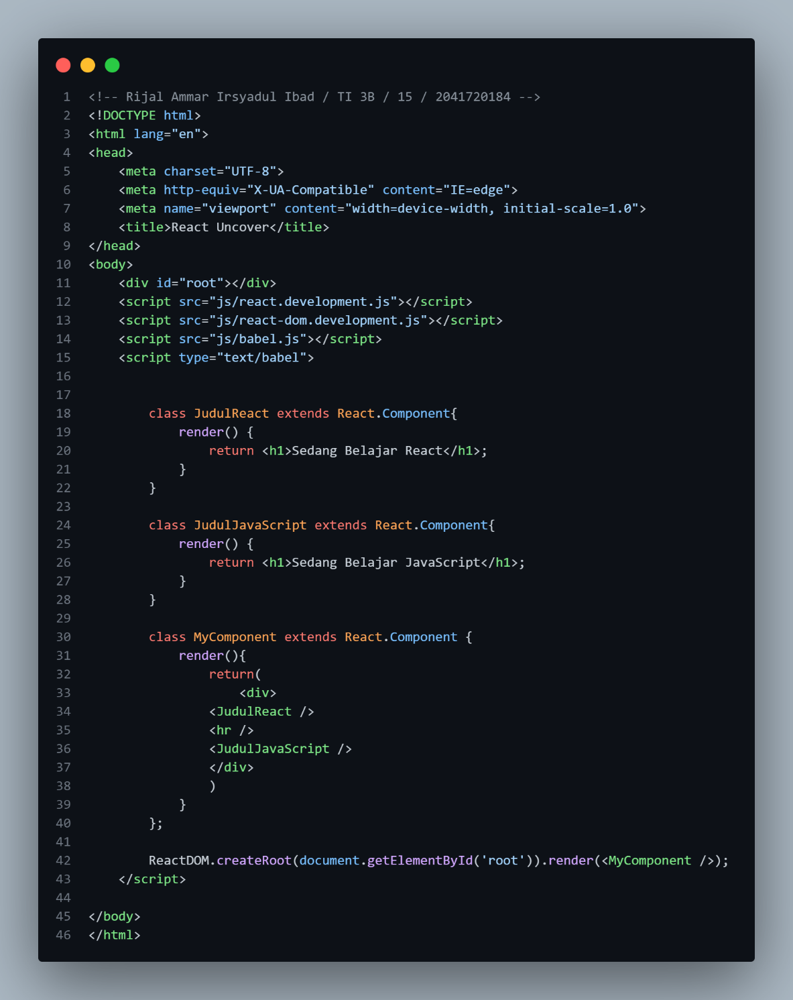 1 <!-- Rijal Ammar Irsyadul Ibad / TI 3B / 15 / 2041720184 -->
2 <!DOCTYPE html>
3 <html lang="en">
4 <head>
5     <meta charset="UTF-8">
6     <meta http-equiv="X-UA-Compatible" content="IE=edge">
7     <meta name="viewport" content="width=device-width, initial-scale=1.0">
8     <title>React Uncover</title>
9 </head>
10 <body>
11     <div id="root"></div>
12     <script src="js/react.development.js"></script>
13     <script src="js/react-dom.development.js"></script>
14     <script src="js/babel.js"></script>
15     <script type="text/babel">
16
17
18         class JudulReact extends React.Component{
19             render() {
20                 return <h1>Sedang Belajar React</h1>;
21             }
22         }
23
24         class JudulJavaScript extends React.Component{
25             render() {
26                 return <h1>Sedang Belajar JavaScript</h1>;
27             }
28         }
29
30         class MyComponent extends React.Component {
31             render(){
32                 return(
33                     <div>
34                 <JudulReact />
35                 <hr />
36                 <JudulJavaScript />
37                 </div>
38                 )
39             }
40         };
41
42         ReactDOM.createRoot(document.getElementById('root')).render(<MyComponent />);
43     </script>
44
45 </body>
46 </html>